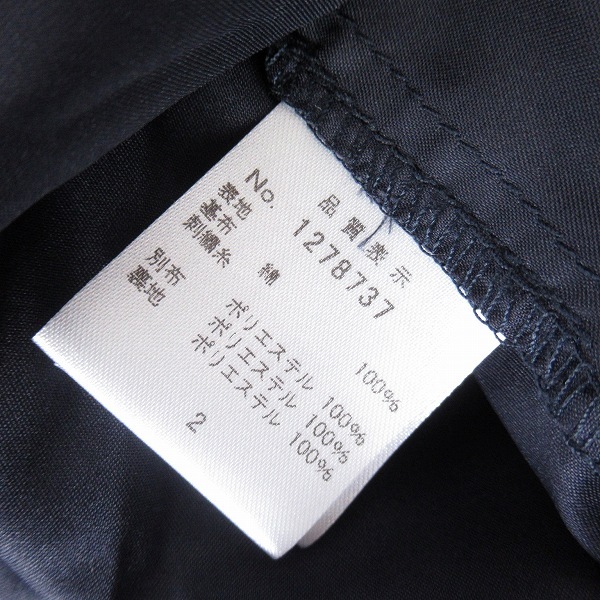 品質表示
No. 1278737
表地
基布 綿 100%
刺繍糸 ポリエステル 100%
別布 ポリエステル 100%
裏地 ポリエステル 100%
2